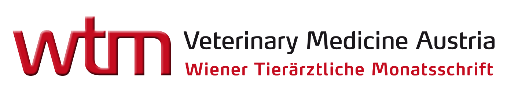 wtm Veterinary Medicine Austria
Wiener Tierärztliche Monatsschrift